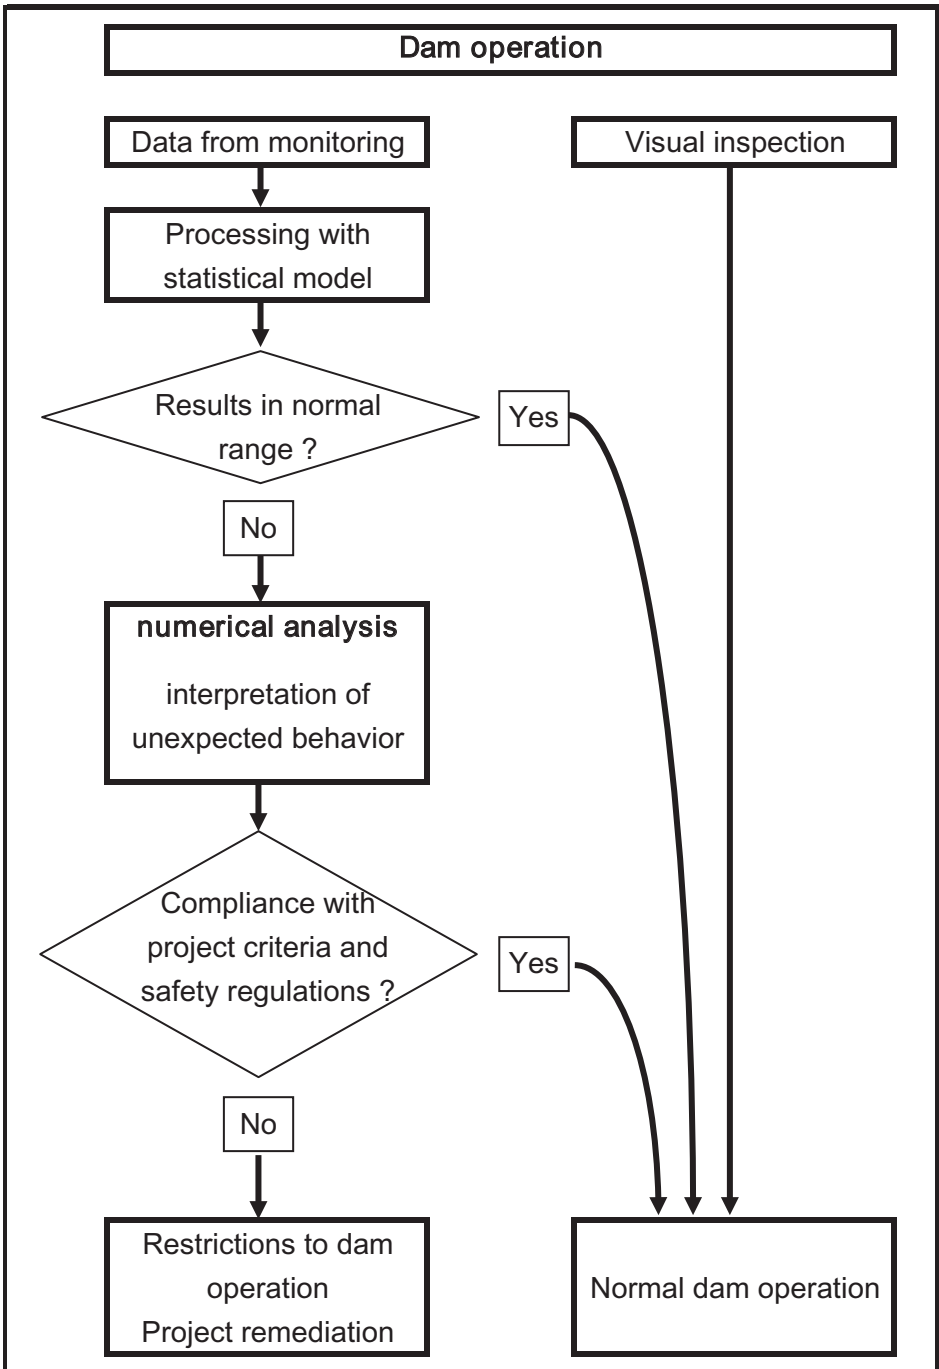 Dam operation
Data from monitoring
Visual inspection
Processing with
statistical model
Results in normal
range ?
Yes
No
numerical analysis
interpretation of
unexpected behavior
Compliance with
project criteria and
safety regulations ?
Yes
No
Restrictions to dam
operation
Project remediation
Normal dam operation